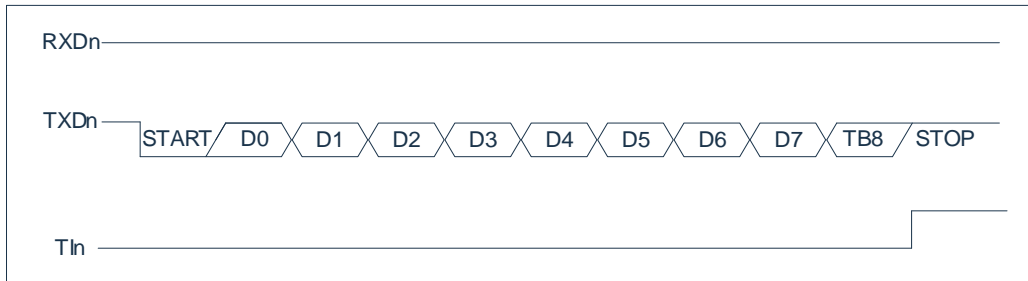 RXDn
TXDn
START D0 D1 D2 D3 D4 D5 D6 D7 TB8 STOP
TIn